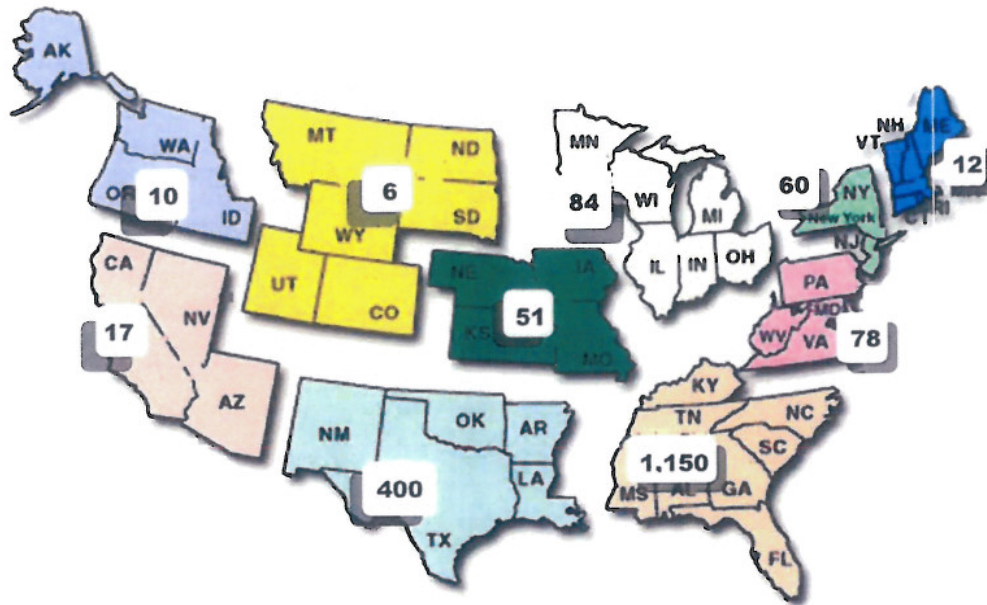 AK
WA
OR
10
ID
MT
ND
6
SD
WY
UT
CO
CA
NV
17
AZ
NE
IA
51
KS
MO
MN
WI
84
MI
IL
IN
OH
NH
VT
ME
12
60
NY
New York
CT
RI
NJ
PA
MD
WV
VA
78
NM
OK
AR
400
LA
TX
KY
TN
NC
SC
1,150
MS
AL
GA
FL